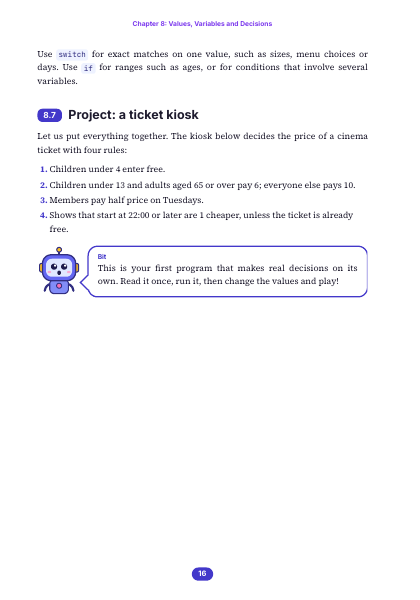 Chapter 8: Values, Variables and Decisions
Use switch for exact matches on one value, such as sizes, menu choices or
days. Use if for ranges such as ages, or for conditions that involve several
variables.
8.7 Project: a ticket kiosk
Let us put everything together. The kiosk below decides the price of a cinema
ticket with four rules:
1. Children under 4 enter free.
2. Children under 13 and adults aged 65 or over pay 6; everyone else pays 10.
3. Members pay half price on Tuesdays.
4. Shows that start at 22:00 or later are 1 cheaper, unless the ticket is already
free.
Bit
This is your first program that makes real decisions on its
own. Read it once, run it, then change the values and play!
16